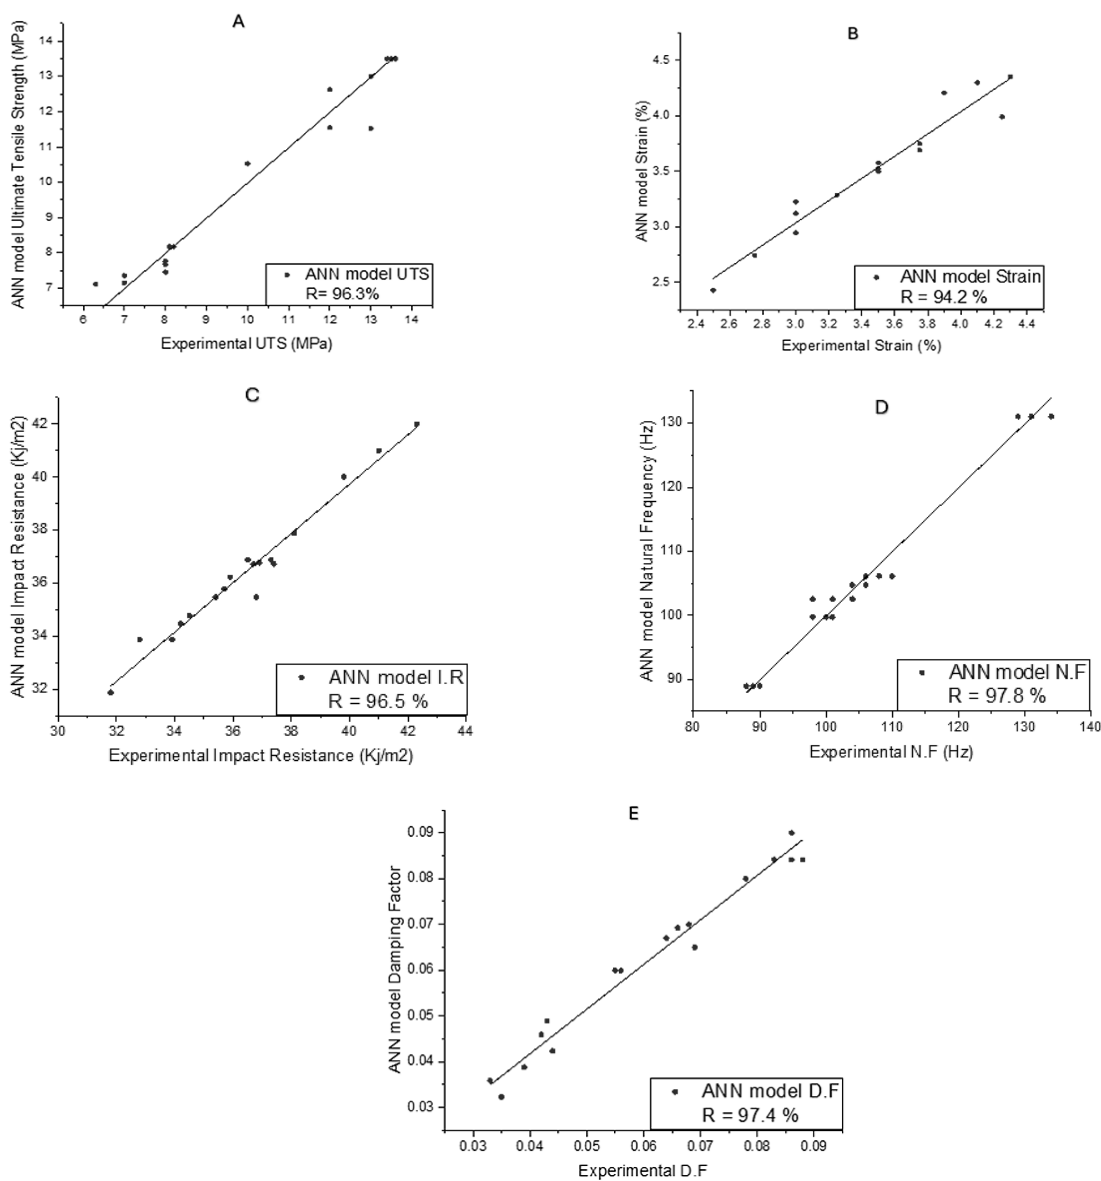 A
ANN model Ultimate Tensile Strength (MPa)
14
13
12
11
10
9
8
7
6 7 8 9 10 11 12 13 14
Experimental UTS (MPa)
ANN model UTS
R= 96.3%
B
ANN model Strain (%)
4.5
4.0
3.5
3.0
2.5
2.4 2.6 2.8 3.0 3.2 3.4 3.6 3.8 4.0 4.2 4.4
Experimental Strain (%)
ANN model Strain
R = 94.2 %
C
ANN model Impact Resistance (Kj/m2)
42
40
38
36
34
32
30 32 34 36 38 40 42 44
Experimental Impact Resistance (Kj/m2)
ANN model I.R
R = 96.5 %
D
ANN model Natural Frequency (Hz)
130
120
110
100
90
80 90 100 110 120 130 140
Experimental N.F (Hz)
ANN model N.F
R = 97.8 %
E
ANN model Damping Factor
0.09
0.08
0.07
0.06
0.05
0.04
0.03
0.03 0.04 0.05 0.06 0.07 0.08 0.09
Experimental D.F
ANN model D.F
R = 97.4 %